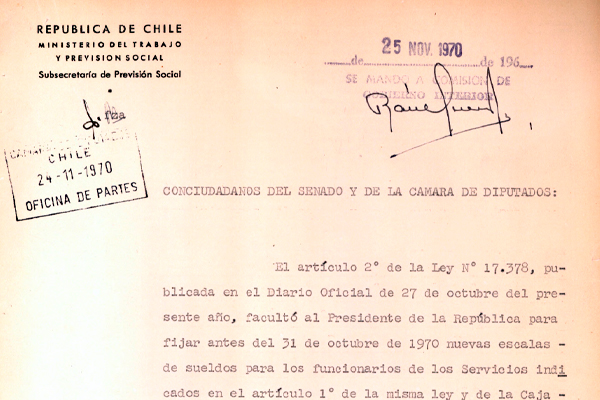 REPUBLICA DE CHILE
MINISTERIO DEL TRABAJO
Y PREVISION SOCIAL
Subsecretaría de Previsión Social
25 NOV. 1970
de de 196
SE MANDO A COMISION DE
GOBIERNO INTERIOR
CHILE
24-11-1970
OFICINA DE PARTES
CONCIUDADANOS DEL SENADO Y DE LA CAMARA DE DIPUTADOS:
El artículo 2° de la Ley N° 17.378, pu-
blicada en el Diario Oficial de 27 de octubre del pre-
sente año, facultó al Presidente de la República para
fijar antes del 31 de octubre de 1970 nuevas escalas -
de sueldos para los funcionarios de los Servicios indi
cados en el artículo 1° de la misma ley y de la Caja -